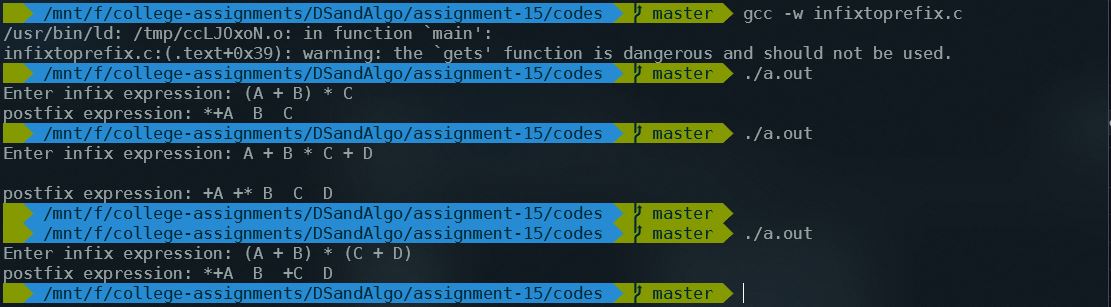 /mnt/f/college-assignments/DSandAlgo/assignment-15/codes master gcc -w infixtoprefix.c
/usr/bin/ld: /tmp/ccLJOxoN.o: in function `main':
infixtoprefix.c:(.text+0x39): warning: the `gets' function is dangerous and should not be used.
/mnt/f/college-assignments/DSandAlgo/assignment-15/codes master ./a.out
Enter infix expression: (A + B) * C
postfix expression: *+A  B  C
/mnt/f/college-assignments/DSandAlgo/assignment-15/codes master ./a.out
Enter infix expression: A + B * C + D
postfix expression: +A +* B  C  D
/mnt/f/college-assignments/DSandAlgo/assignment-15/codes master
/mnt/f/college-assignments/DSandAlgo/assignment-15/codes master ./a.out
Enter infix expression: (A + B) * (C + D)
postfix expression: *+A  B  +C  D
/mnt/f/college-assignments/DSandAlgo/assignment-15/codes master